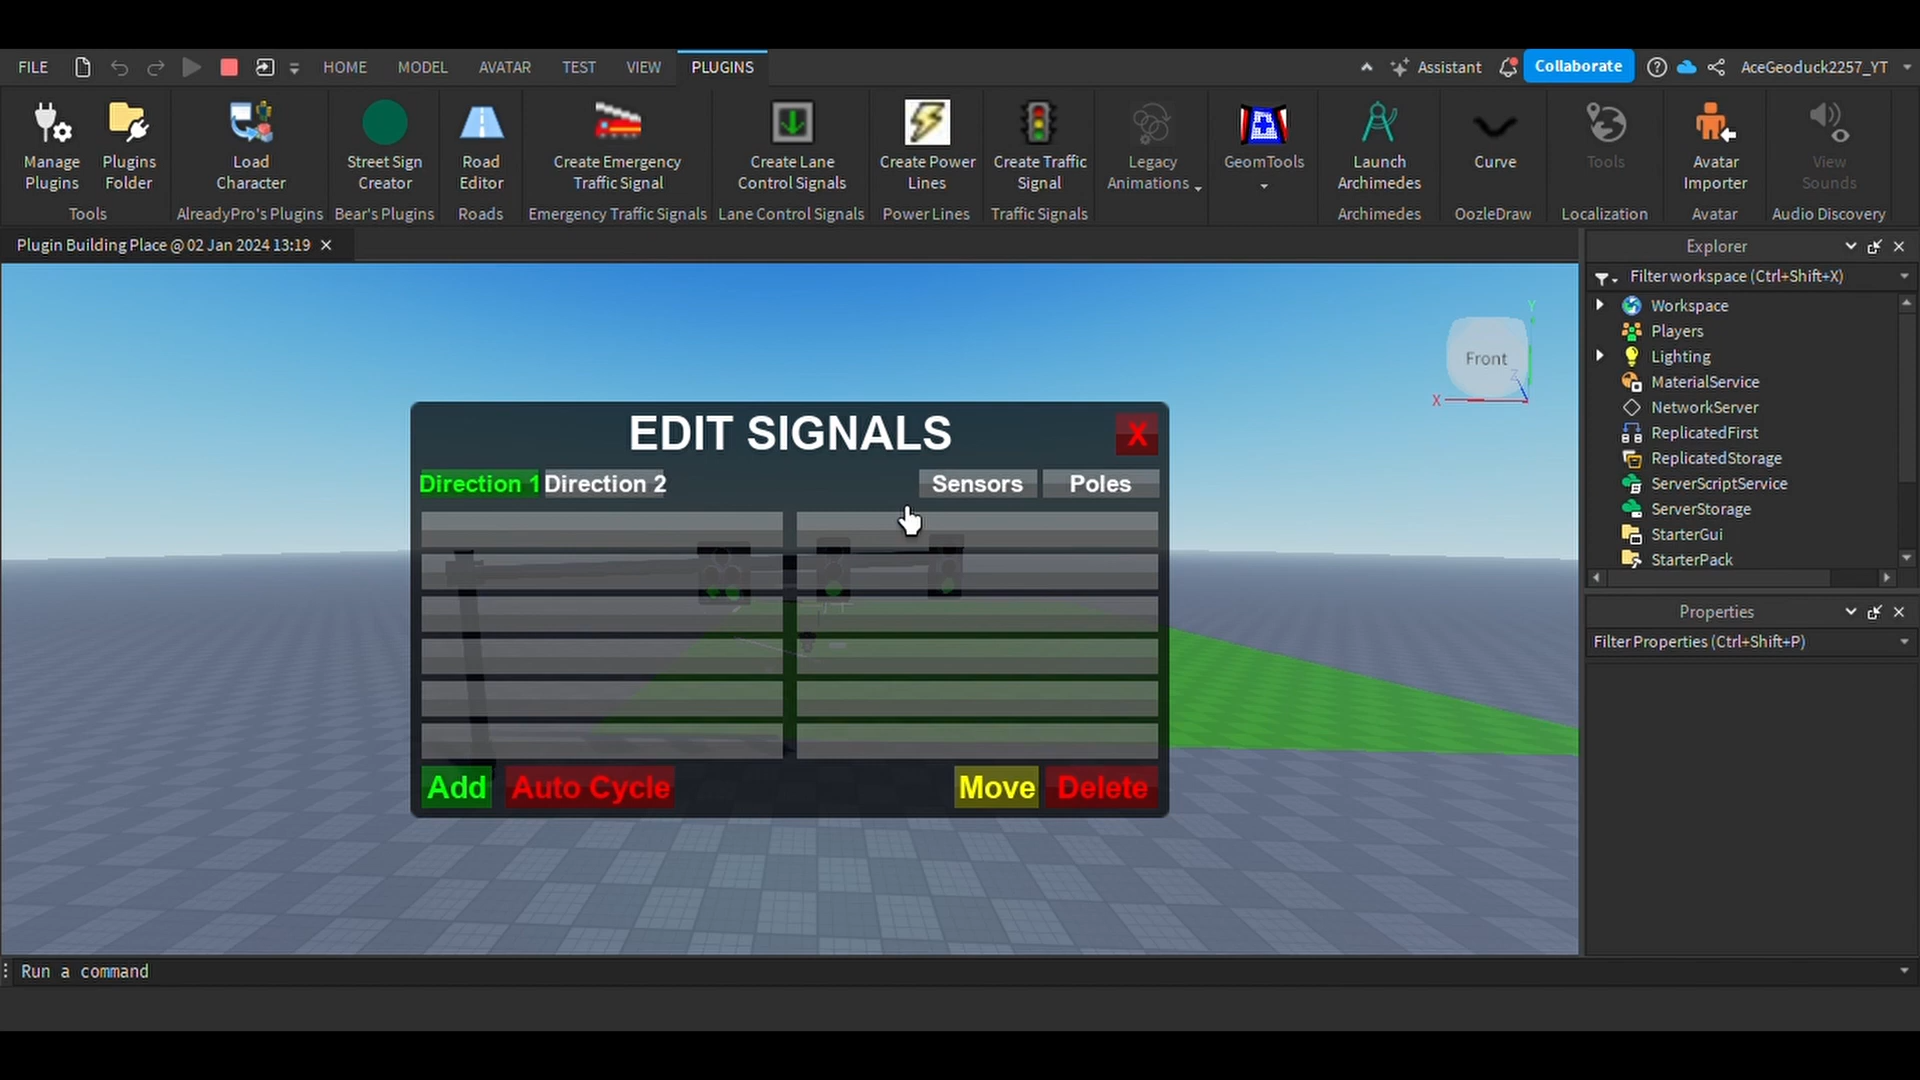 FILE HOME MODEL AVATAR TEST VIEW PLUGINS Assistant Collaborate AceGeoduck2257_YT
Manage Plugins
Plugins Folder
Load Character
Street Sign Creator
Road Editor
Create Emergency Traffic Signal
Create Lane Control Signals
Create Power Lines
Create Traffic Signal
Legacy Animations
GeomTools
Launch Archimedes
Curve
Tools
Avatar Importer
View Sounds
Tools AlreadyPro's Plugins Bear's Plugins Roads Emergency Traffic Signals Lane Control Signals Power Lines Traffic Signals Archimedes OozleDraw Localization Avatar Audio Discovery
Plugin Building Place @ 02 Jan 2024 13:19
Explorer
Filter workspace (Ctrl+Shift+X)
Workspace
Players
Lighting
MaterialService
NetworkServer
ReplicatedFirst
ReplicatedStorage
ServerScriptService
ServerStorage
StarterGui
StarterPack
Properties
Filter Properties (Ctrl+Shift+P)
Y
Front
Z
X
EDIT SIGNALS
X
Direction 1 Direction 2 Sensors Poles
Add Auto Cycle Move Delete
Run a command